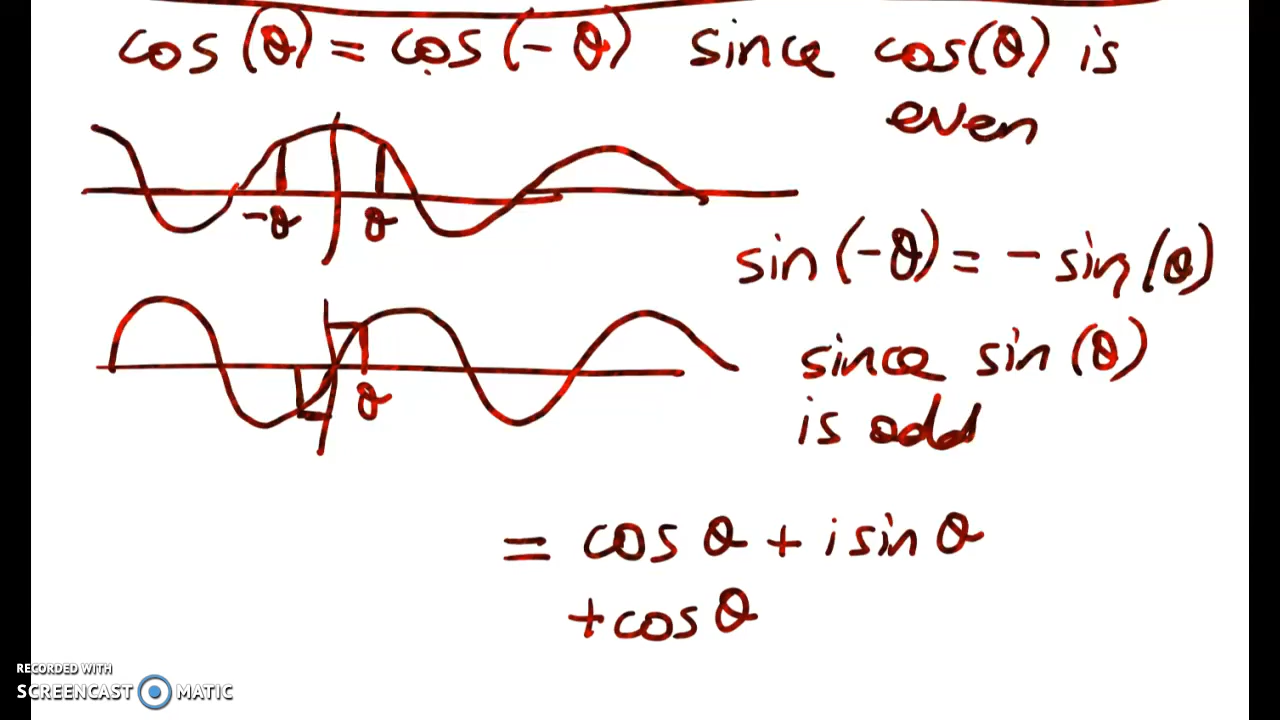 cos (θ) = cos (- θ) since cos(θ) is
even
-θ θ
sin (-θ) = - sin (θ)
θ
since sin (θ)
is odd
= cos θ + i sin θ
+ cos θ
RECORDED WITH
SCREENCAST MATIC